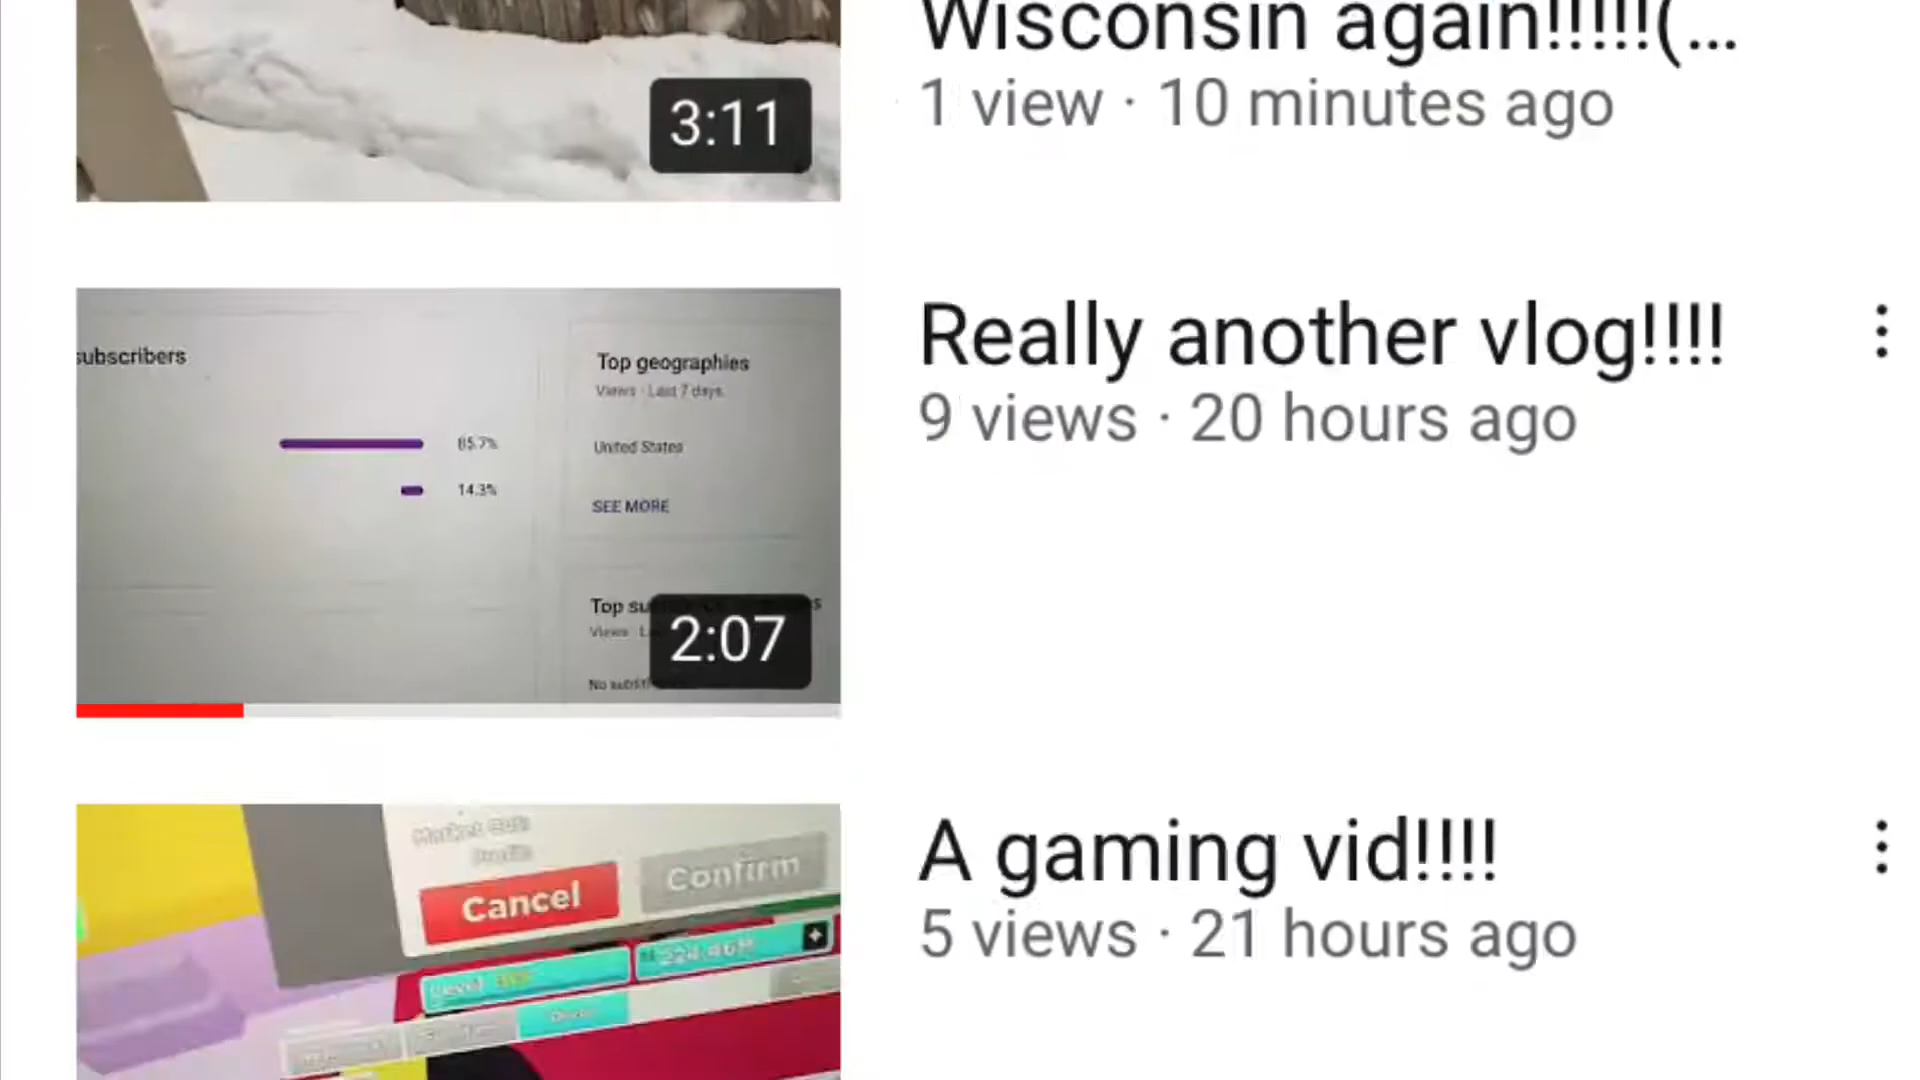 Wisconsin again!!!!!(...
1 view · 10 minutes ago
3:11
subscribers
85.7%
14.3%
Top geographies
Views · Last 7 days
United States
SEE MORE
Top
Views
2:07
Really another vlog!!!!
9 views · 20 hours ago
Cancel
Confirm
A gaming vid!!!!
5 views · 21 hours ago